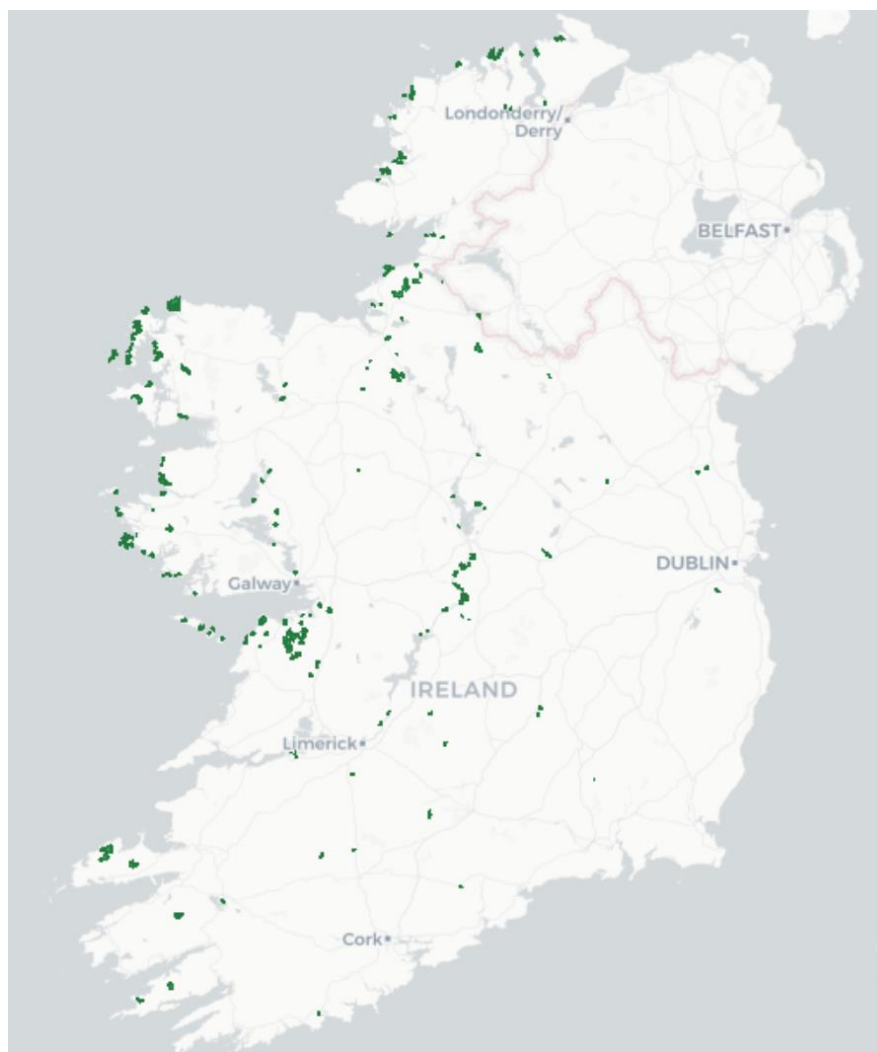 Londonderry/
Derry
BELFAST
DUBLIN
Galway
IRELAND
Limerick
Cork